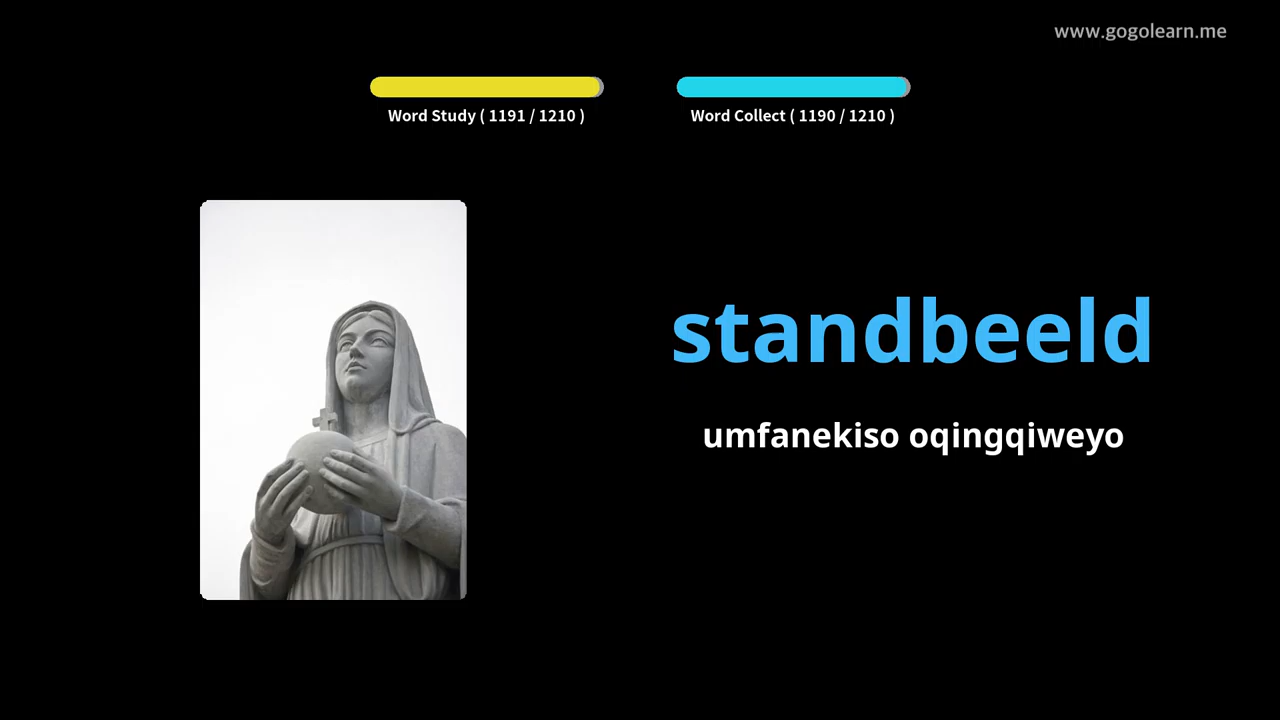 www.gogolearn.me
Word Study ( 1191 / 1210 )
Word Collect ( 1190 / 1210 )
standbeeld
umfanekiso oqingqiweyo